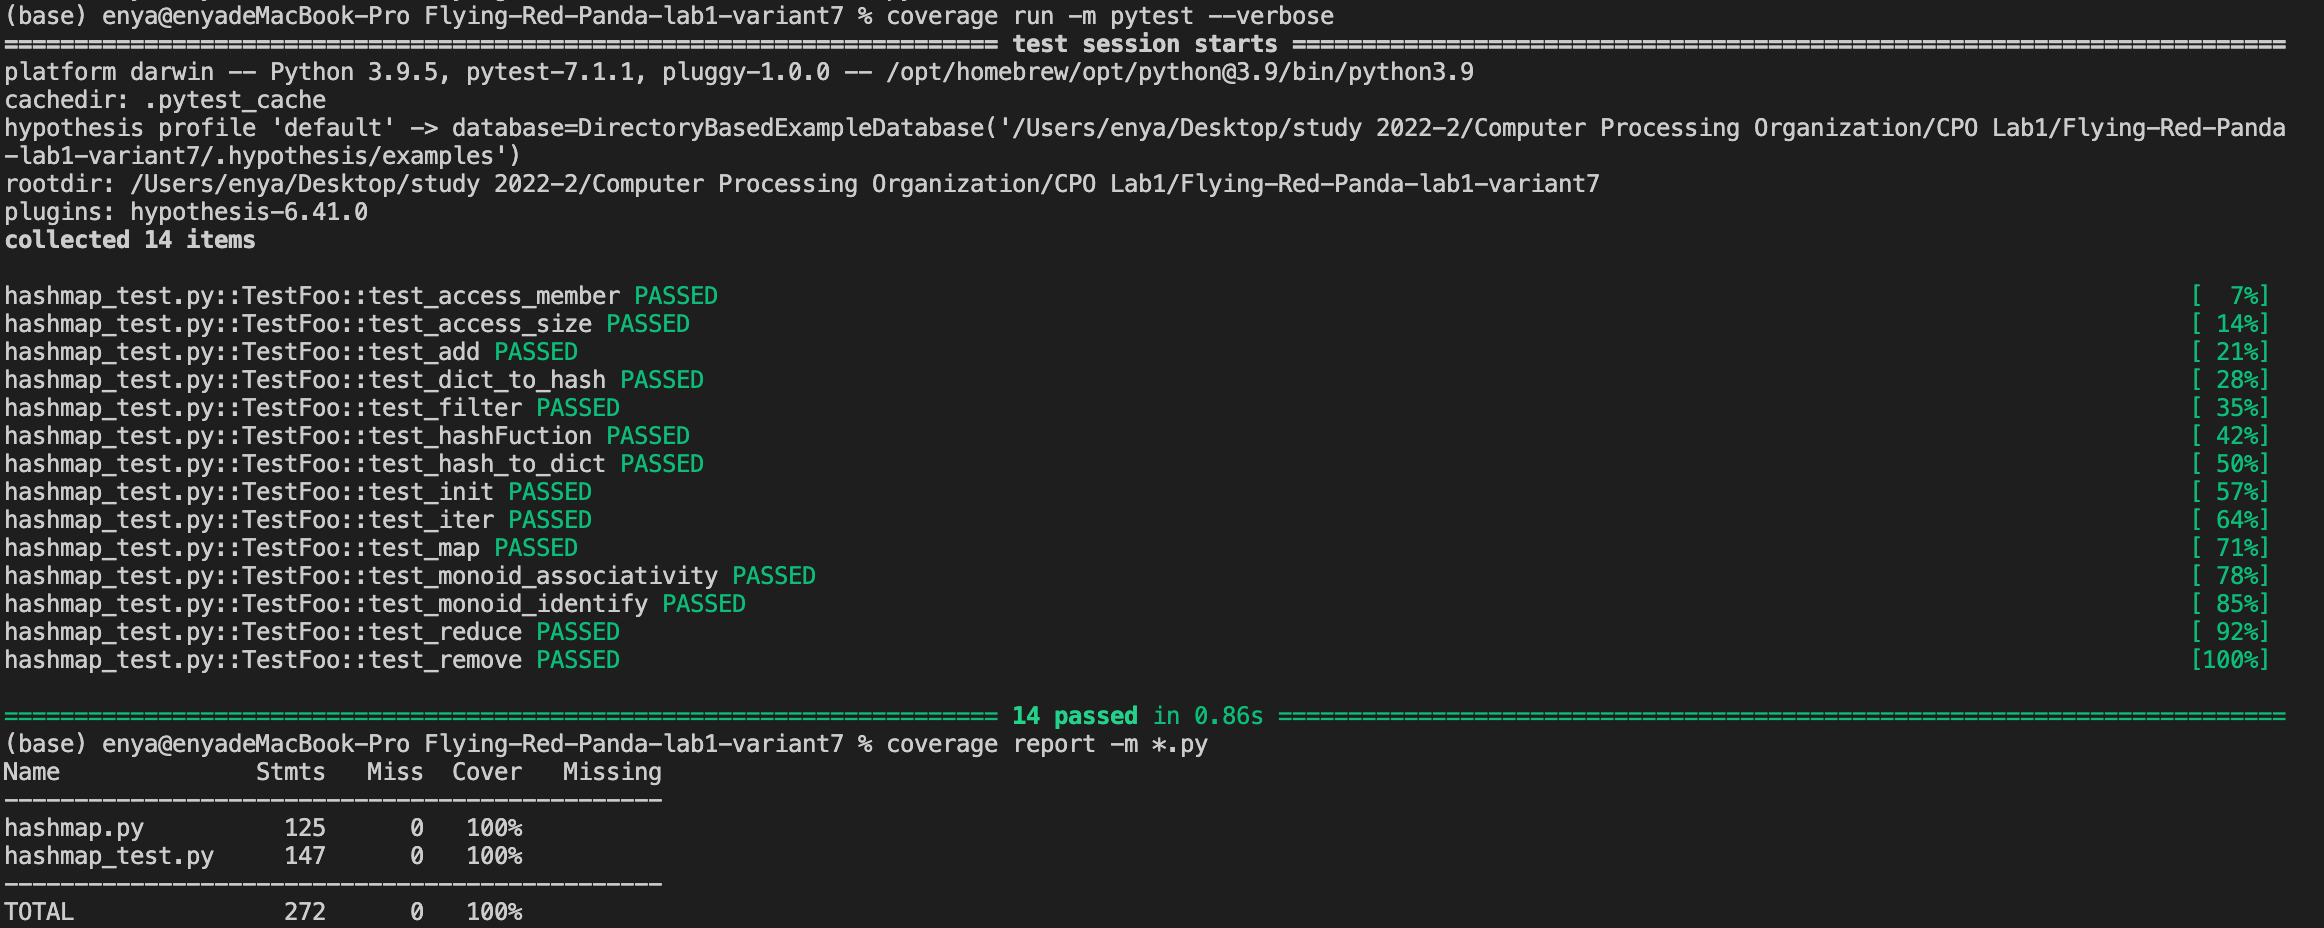 (base) enya@enyadeMacBook-Pro Flying-Red-Panda-lab1-variant7 % coverage run -m pytest --verbose
======================================================================= test session starts =======================================================================
platform darwin -- Python 3.9.5, pytest-7.1.1, pluggy-1.0.0 -- /opt/homebrew/opt/python@3.9/bin/python3.9
cachedir: .pytest_cache
hypothesis profile 'default' -> database=DirectoryBasedExampleDatabase('/Users/enya/Desktop/study 2022-2/Computer Processing Organization/CPO Lab1/Flying-Red-Panda
-lab1-variant7/.hypothesis/examples')
rootdir: /Users/enya/Desktop/study 2022-2/Computer Processing Organization/CPO Lab1/Flying-Red-Panda-lab1-variant7
plugins: hypothesis-6.41.0
collected 14 items
hashmap_test.py::TestFoo::test_access_member PASSED [  7%]
hashmap_test.py::TestFoo::test_access_size PASSED [ 14%]
hashmap_test.py::TestFoo::test_add PASSED [ 21%]
hashmap_test.py::TestFoo::test_dict_to_hash PASSED [ 28%]
hashmap_test.py::TestFoo::test_filter PASSED [ 35%]
hashmap_test.py::TestFoo::test_hashFuction PASSED [ 42%]
hashmap_test.py::TestFoo::test_hash_to_dict PASSED [ 50%]
hashmap_test.py::TestFoo::test_init PASSED [ 57%]
hashmap_test.py::TestFoo::test_iter PASSED [ 64%]
hashmap_test.py::TestFoo::test_map PASSED [ 71%]
hashmap_test.py::TestFoo::test_monoid_associativity PASSED [ 78%]
hashmap_test.py::TestFoo::test_monoid_identify PASSED [ 85%]
hashmap_test.py::TestFoo::test_reduce PASSED [ 92%]
hashmap_test.py::TestFoo::test_remove PASSED [100%]
======================================================================= 14 passed in 0.86s ========================================================================
(base) enya@enyadeMacBook-Pro Flying-Red-Panda-lab1-variant7 % coverage report -m *.py
Name              Stmts   Miss  Cover   Missing
-----------------------------------------------
hashmap.py          125      0   100%
hashmap_test.py     147      0   100%
-----------------------------------------------
TOTAL               272      0   100%